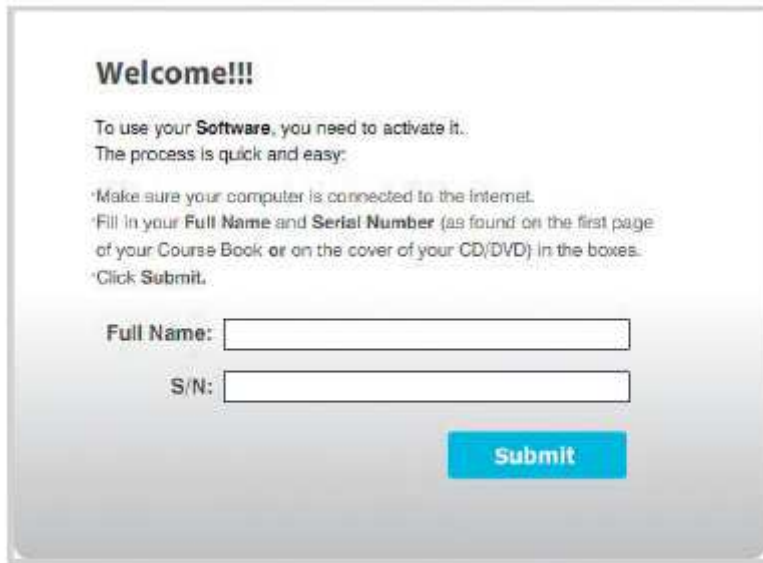 Welcome!!!
To use your Software, you need to activate it.
The process is quick and easy:
·Make sure your computer is connected to the internet.
·Fill in your Full Name and Serial Number (as found on the first page
of your Course Book or on the cover of your CD/DVD) in the boxes.
·Click Submit.
Full Name:
S/N:
Submit